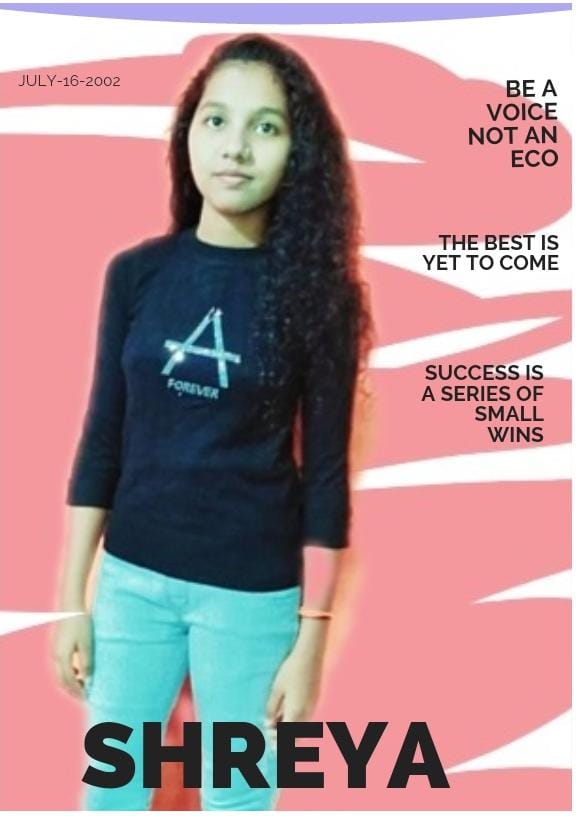 JULY-16-2002
BE A
VOICE
NOT AN
ECO
THE BEST IS
YET TO COME
SUCCESS IS
A SERIES OF
SMALL
WINS
A
FOREVER
SHREYA